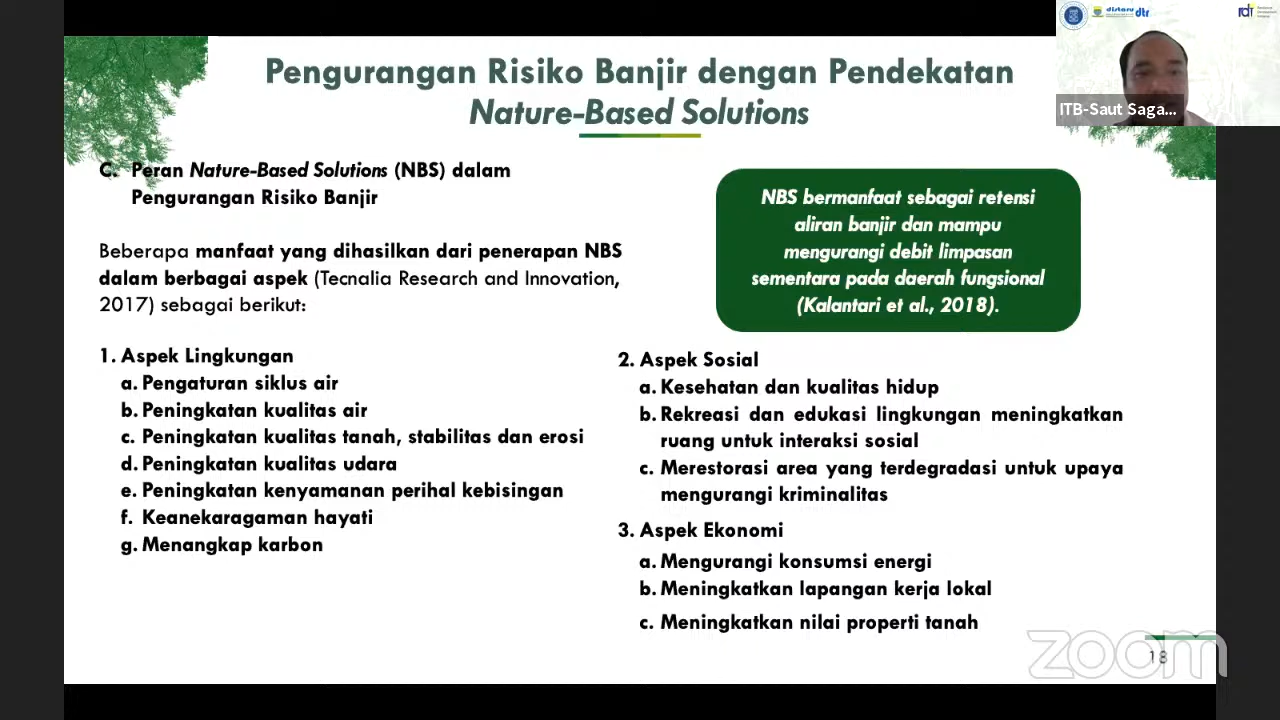 Pengurangan Risiko Banjir dengan Pendekatan
Nature-Based Solutions
distaru dtr
rdi
ITB-Saut Saga...
C. Peran Nature-Based Solutions (NBS) dalam
Pengurangan Risiko Banjir
Beberapa manfaat yang dihasilkan dari penerapan NBS
dalam berbagai aspek (Tecnalia Research and Innovation,
2017) sebagai berikut:
NBS bermanfaat sebagai retensi
aliran banjir dan mampu
mengurangi debit limpasan
sementara pada daerah fungsional
(Kalantari et al., 2018).
1. Aspek Lingkungan
a. Pengaturan siklus air
b. Peningkatan kualitas air
c. Peningkatan kualitas tanah, stabilitas dan erosi
d. Peningkatan kualitas udara
e. Peningkatan kenyamanan perihal kebisingan
f. Keanekaragaman hayati
g. Menangkap karbon
2. Aspek Sosial
a. Kesehatan dan kualitas hidup
b. Rekreasi dan edukasi lingkungan meningkatkan
ruang untuk interaksi sosial
c. Merestorasi area yang terdegradasi untuk upaya
mengurangi kriminalitas
3. Aspek Ekonomi
a. Mengurangi konsumsi energi
b. Meningkatkan lapangan kerja lokal
c. Meningkatkan nilai properti tanah
zoom
18